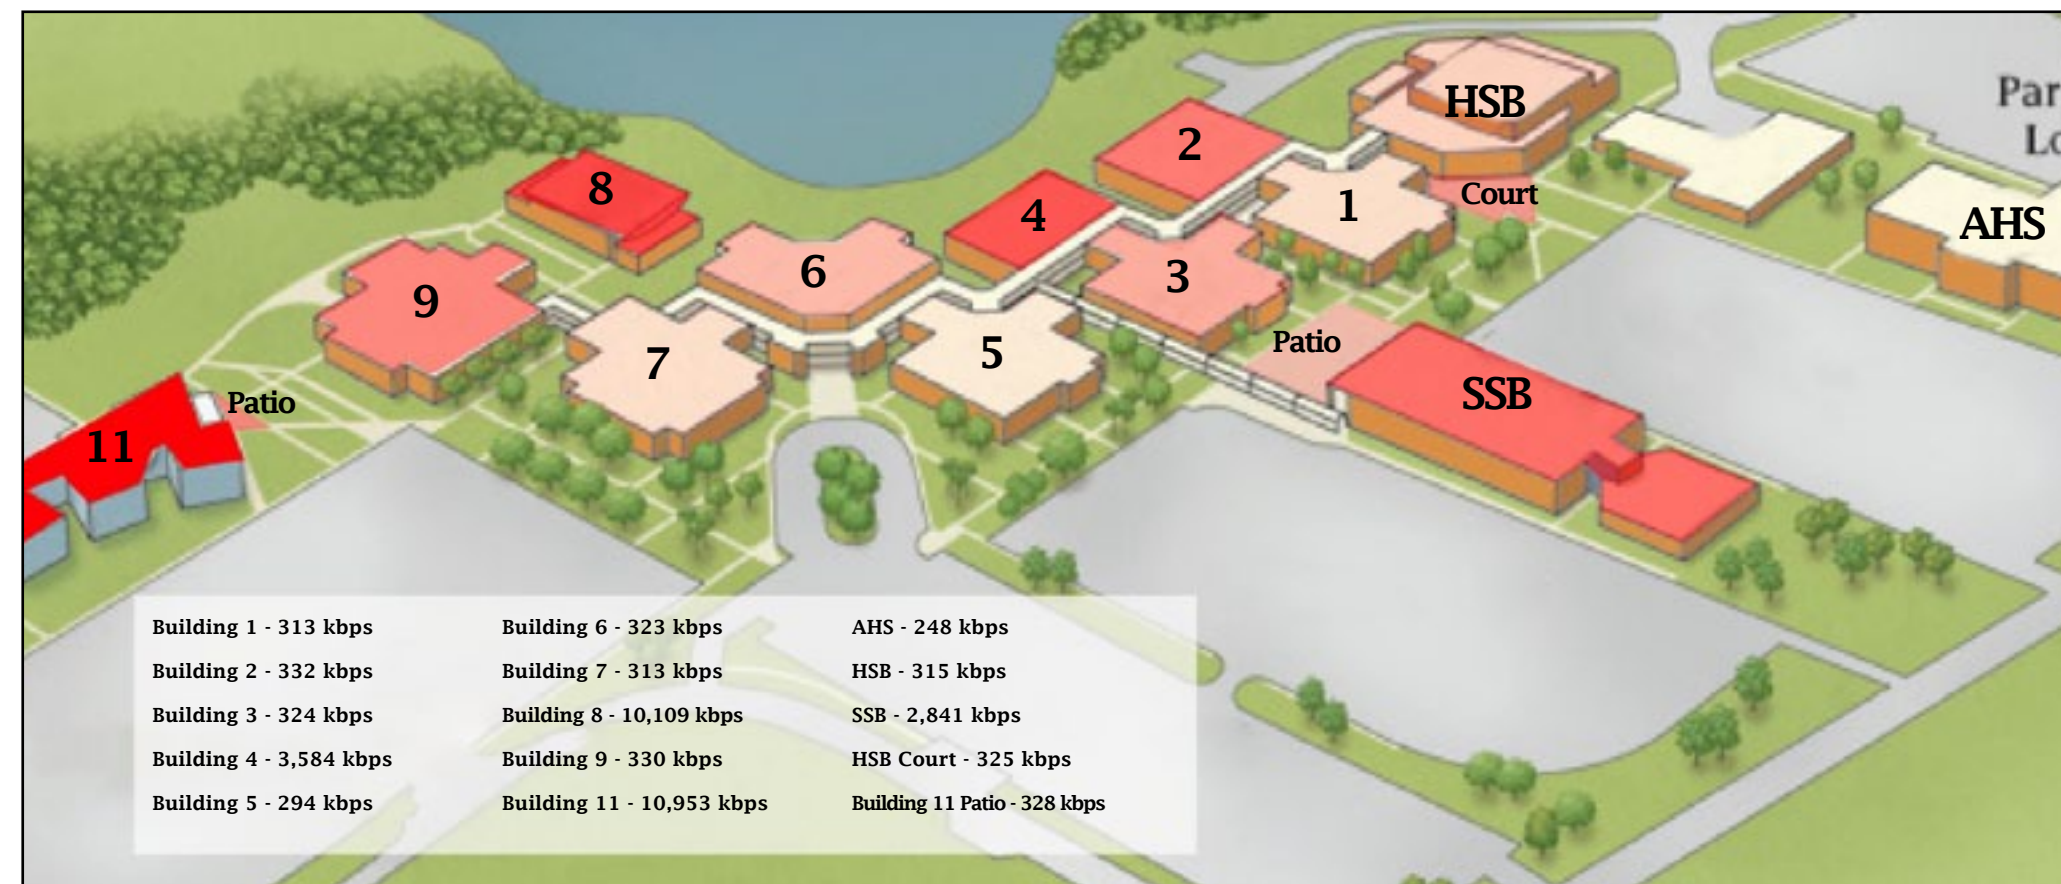 HSB
Par
Lo
2
8
1
Court
4
AHS
6
3
9
Patio
5
7
SSB
Patio
11
Building 1 - 313 kbps
Building 2 - 332 kbps
Building 3 - 324 kbps
Building 4 - 3,584 kbps
Building 5 - 294 kbps
Building 6 - 323 kbps
Building 7 - 313 kbps
Building 8 - 10,109 kbps
Building 9 - 330 kbps
Building 11 - 10,953 kbps
AHS - 248 kbps
HSB - 315 kbps
SSB - 2,841 kbps
HSB Court - 325 kbps
Building 11 Patio - 328 kbps